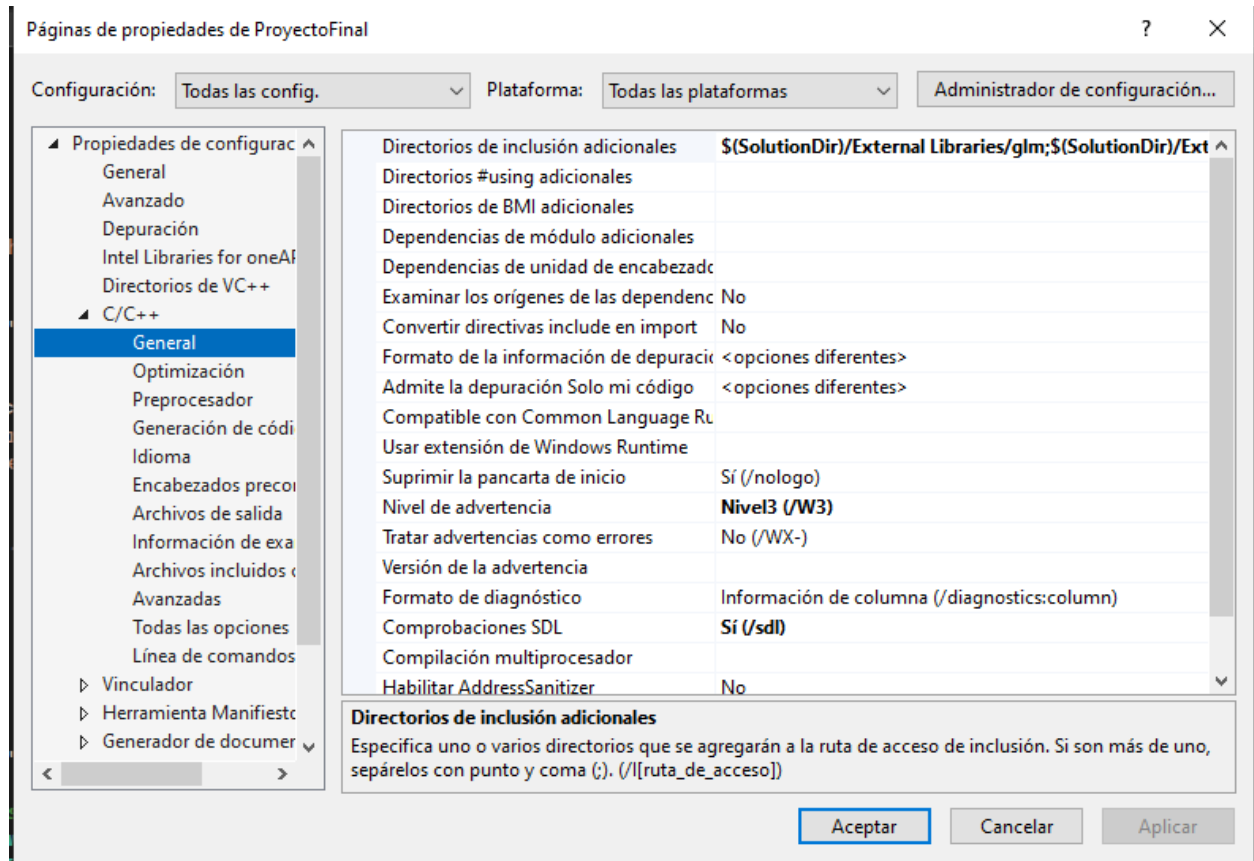 Páginas de propiedades de ProyectoFinal
?
Configuración: Todas las config. Plataforma: Todas las plataformas Administrador de configuración...
Propiedades de configurac
General
Avanzado
Depuración
Intel Libraries for oneAP
Directorios de VC++
C/C++
General
Optimización
Preprocesador
Generación de códi
Idioma
Encabezados precor
Archivos de salida
Información de exa
Archivos incluidos
Avanzadas
Todas las opciones
Línea de comandos
Vinculador
Herramienta Manifiesto
Generador de documen
Directorios de inclusión adicionales $(SolutionDir)/External Libraries/glm;$(SolutionDir)/Ext
Directorios #using adicionales
Directorios de BMI adicionales
Dependencias de módulo adicionales
Dependencias de unidad de encabezado
Examinar los orígenes de las dependenc No
Convertir directivas include en import No
Formato de la información de depuració <opciones diferentes>
Admite la depuración Solo mi código <opciones diferentes>
Compatible con Common Language Ru
Usar extensión de Windows Runtime
Suprimir la pancarta de inicio Sí (/nologo)
Nivel de advertencia Nivel3 (/W3)
Tratar advertencias como errores No (/WX-)
Versión de la advertencia
Formato de diagnóstico Información de columna (/diagnostics:column)
Comprobaciones SDL Sí (/sdl)
Compilación multiprocesador
Habilitar AddressSanitizer No
Directorios de inclusión adicionales
Especifica uno o varios directorios que se agregarán a la ruta de acceso de inclusión. Si son más de uno,
sepárelos con punto y coma (;). (/I[ruta_de_acceso])
Aceptar Cancelar Aplicar